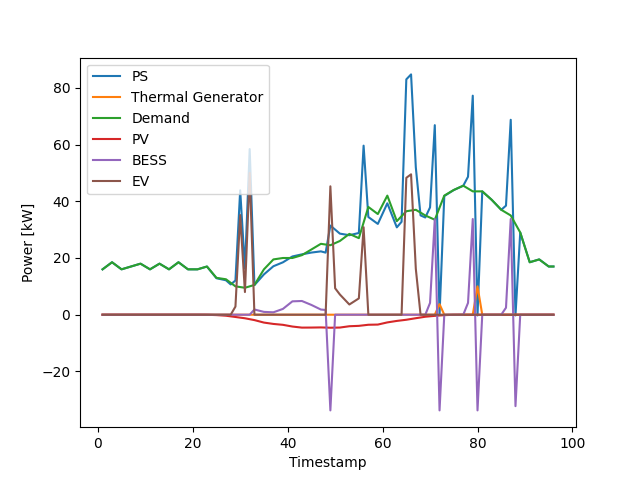 PS
Thermal Generator
Demand
PV
BESS
EV
80
60
40
20
0
−20
Power [kW]
0 20 40 60 80 100
Timestamp